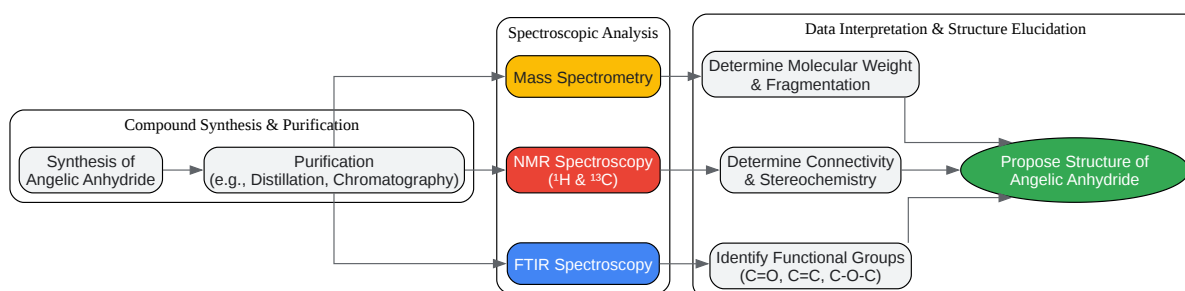 Spectroscopic Analysis
Data Interpretation & Structure Elucidation
Mass Spectrometry
Determine Molecular Weight
& Fragmentation
Compound Synthesis & Purification
Synthesis of
Angelic Anhydride
Purification
(e.g., Distillation, Chromatography)
NMR Spectroscopy
(¹H & ¹³C)
Determine Connectivity
& Stereochemistry
Propose Structure of
Angelic Anhydride
FTIR Spectroscopy
Identify Functional Groups
(C=O, C=C, C-O-C)